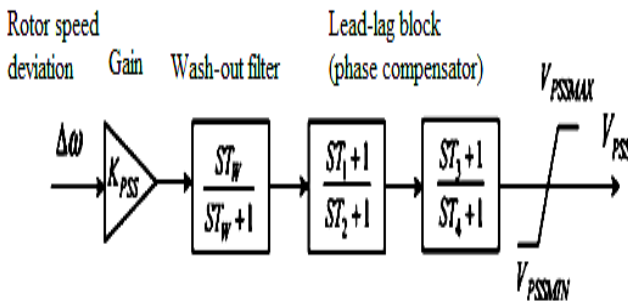 Rotor speed deviation
Gain
Wash-out filter
Lead-lag block
(phase compensator)
V_PSSMAX
Δω
K_PSS
ST_W
ST_W + 1
ST_1 + 1
ST_2 + 1
ST_3 + 1
ST_4 + 1
V_PSS
V_PSSMIN